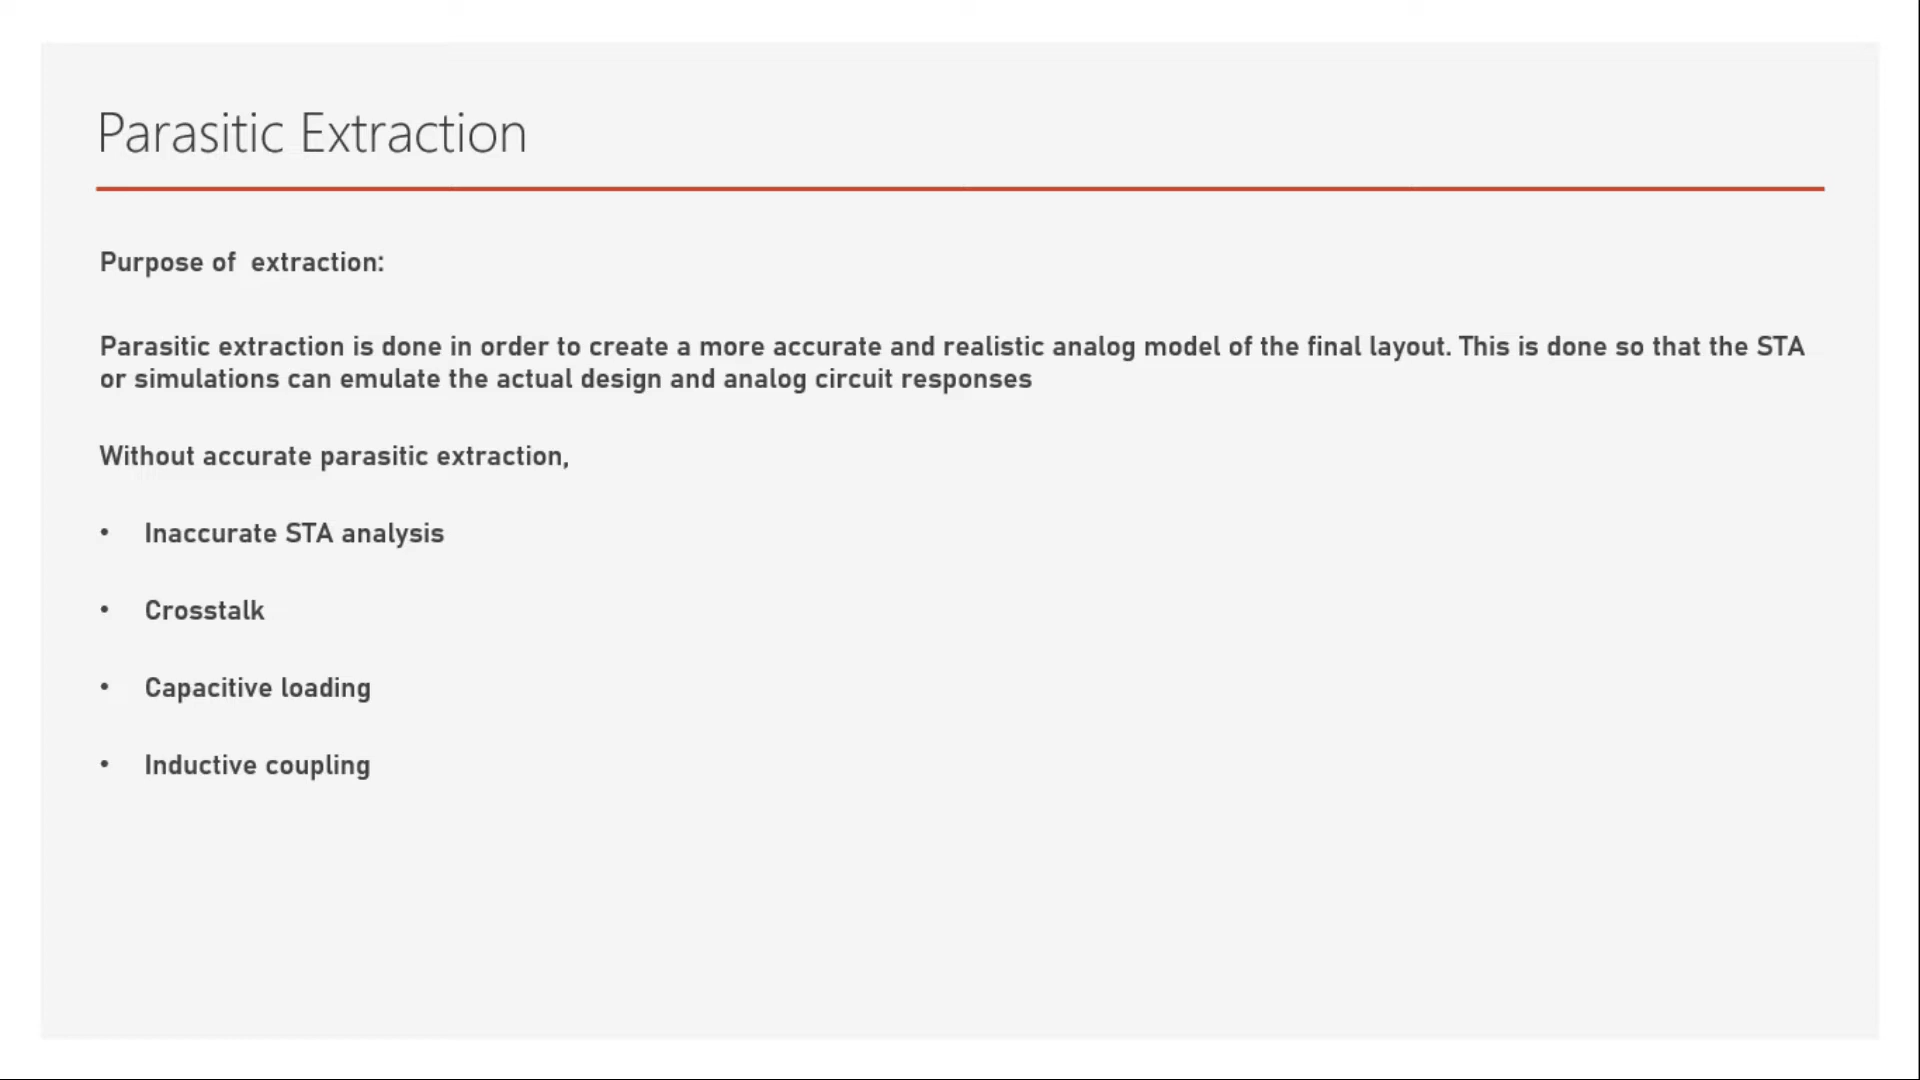 Parasitic Extraction
Purpose of  extraction:
Parasitic extraction is done in order to create a more accurate and realistic analog model of the final layout. This is done so that the STA
or simulations can emulate the actual design and analog circuit responses
Without accurate parasitic extraction,
• Inaccurate STA analysis
• Crosstalk
• Capacitive loading
• Inductive coupling